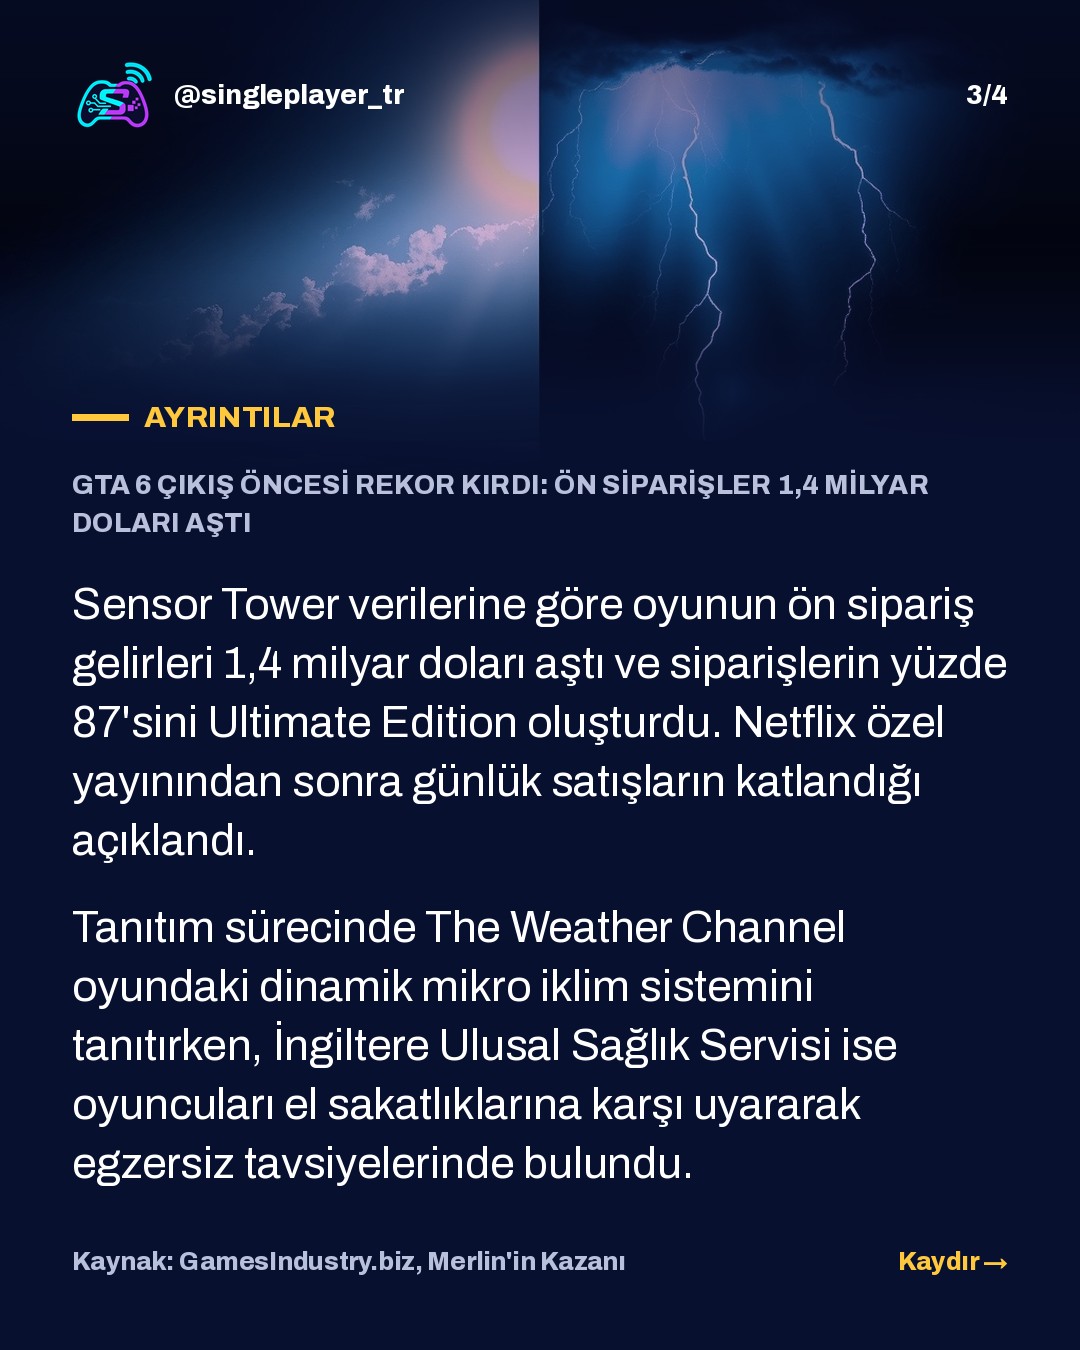 @singleplayer_tr
3/4
AYRINTILAR
GTA 6 ÇIKIŞ ÖNCESİ REKOR KIRDI: ÖN SİPARİŞLER 1,4 MİLYAR
DOLARI AŞTI
Sensor Tower verilerine göre oyunun ön sipariş
gelirleri 1,4 milyar doları aştı ve siparişlerin yüzde
87'sini Ultimate Edition oluşturdu. Netflix özel
yayınından sonra günlük satışların katlandığı
açıklandı.
Tanıtım sürecinde The Weather Channel
oyundaki dinamik mikro iklim sistemini
tanıtırken, İngiltere Ulusal Sağlık Servisi ise
oyuncuları el sakatlıklarına karşı uyararak
egzersiz tavsiyelerinde bulundu.
Kaynak: GamesIndustry.biz, Merlin'in Kazanı
Kaydır→